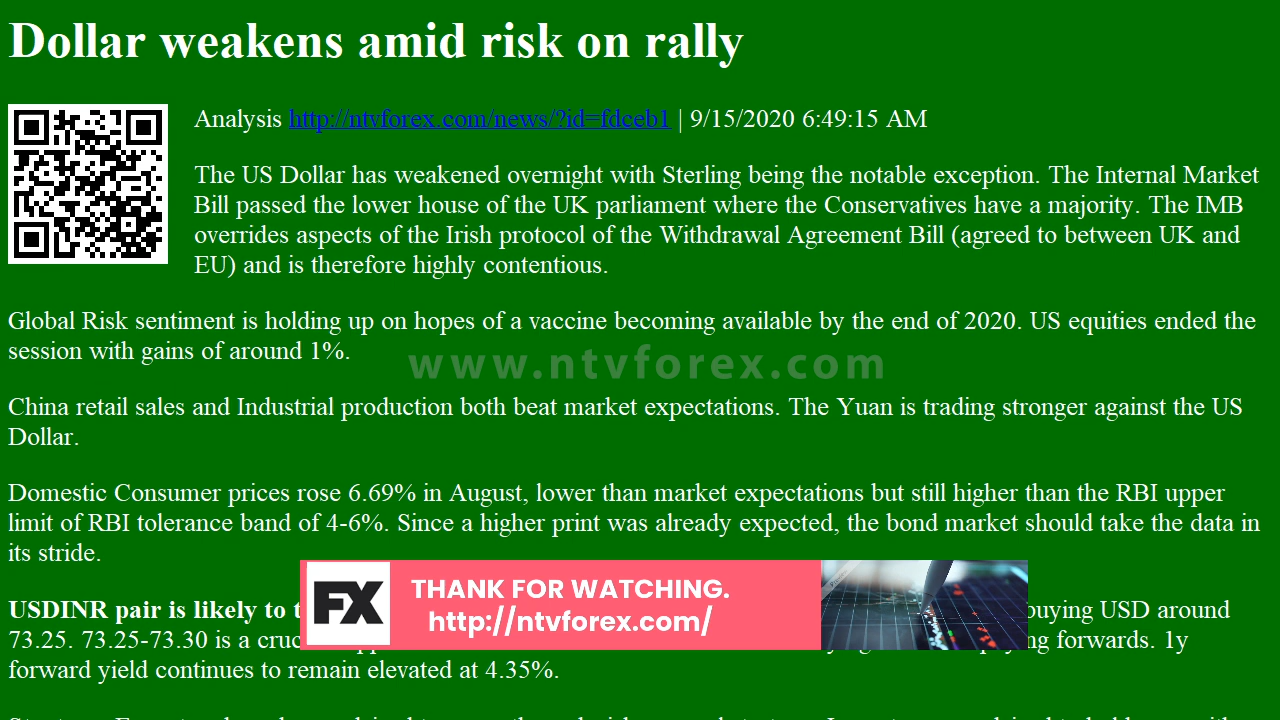 Dollar weakens amid risk on rally
Analysis http://ntvforex.com/news/?id=fdceb1 | 9/15/2020 6:49:15 AM
The US Dollar has weakened overnight with Sterling being the notable exception. The Internal Market
Bill passed the lower house of the UK parliament where the Conservatives have a majority. The IMB
overrides aspects of the Irish protocol of the Withdrawal Agreement Bill (agreed to between UK and
EU) and is therefore highly contentious.
Global Risk sentiment is holding up on hopes of a vaccine becoming available by the end of 2020. US equities ended the
session with gains of around 1%.
www.ntvforex.com
China retail sales and Industrial production both beat market expectations. The Yuan is trading stronger against the US
Dollar.
Domestic Consumer prices rose 6.69% in August, lower than market expectations but still higher than the RBI upper
limit of RBI tolerance band of 4-6%. Since a higher print was already expected, the bond market should take the data in
its stride.
USDINR pair is likely to buying USD around
73.25. 73.25-73.30 is a forwards. 1y
forward yield continues to remain elevated at 4.35%.
FX
THANK FOR WATCHING.
http://ntvforex.com/